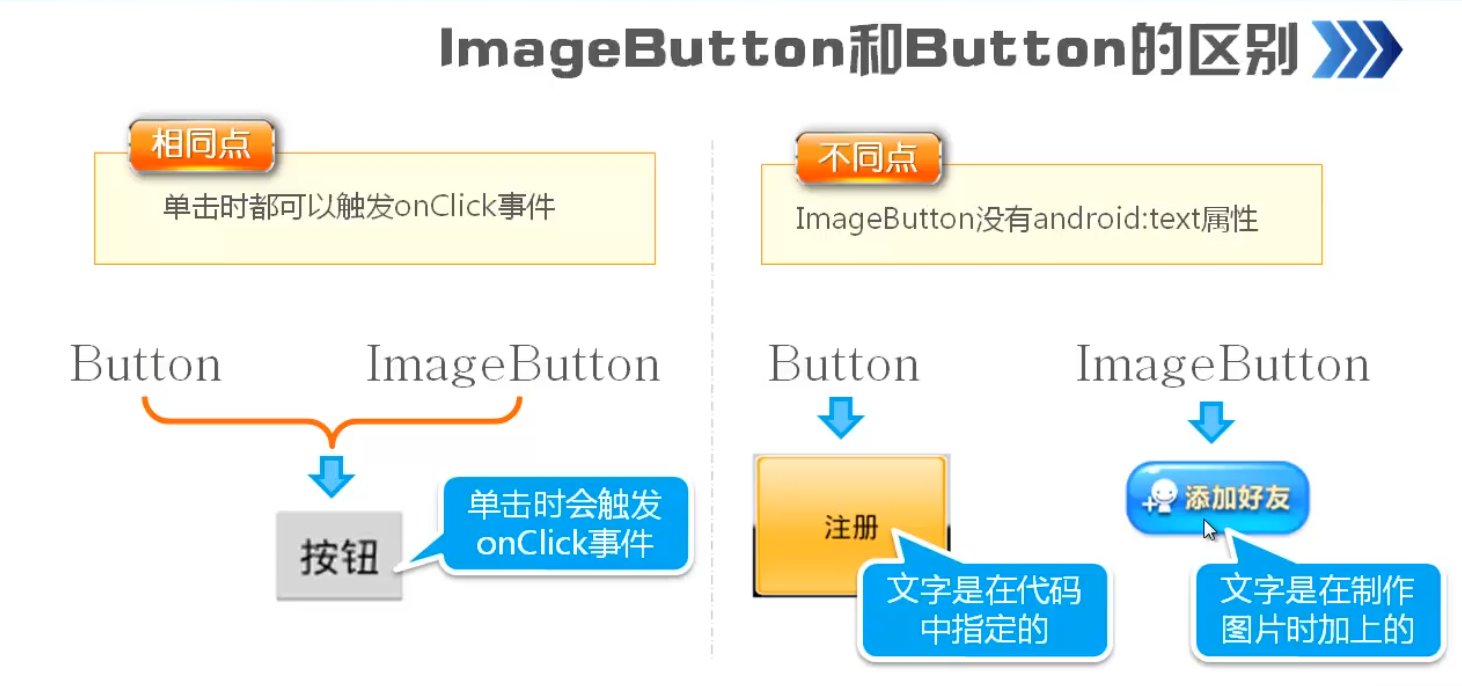 ImageButton和Button的区别
相同点
单击时都可以触发onClick事件
Button
ImageButton
按钮
单击时会触发
onClick事件
不同点
ImageButton没有android:text属性
Button
ImageButton
注册
添加好友
文字是在代码
中指定的
文字是在制作
图片时加上的